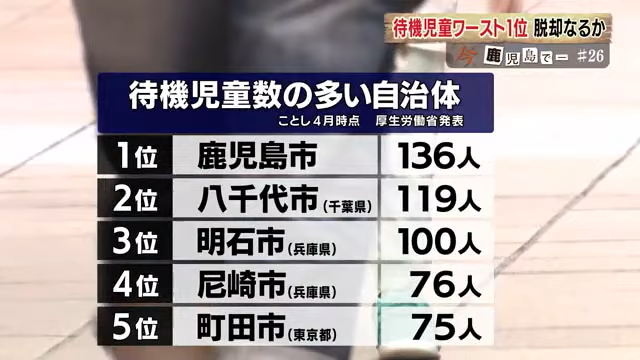 待機児童ワースト1位 脱却なるか
今 鹿児島で- #26
待機児童数の多い自治体
ことし4月時点 厚生労働省発表
1位 鹿児島市 136人
2位 八千代市(千葉県) 119人
3位 明石市(兵庫県) 100人
4位 尼崎市(兵庫県) 76人
5位 町田市(東京都) 75人